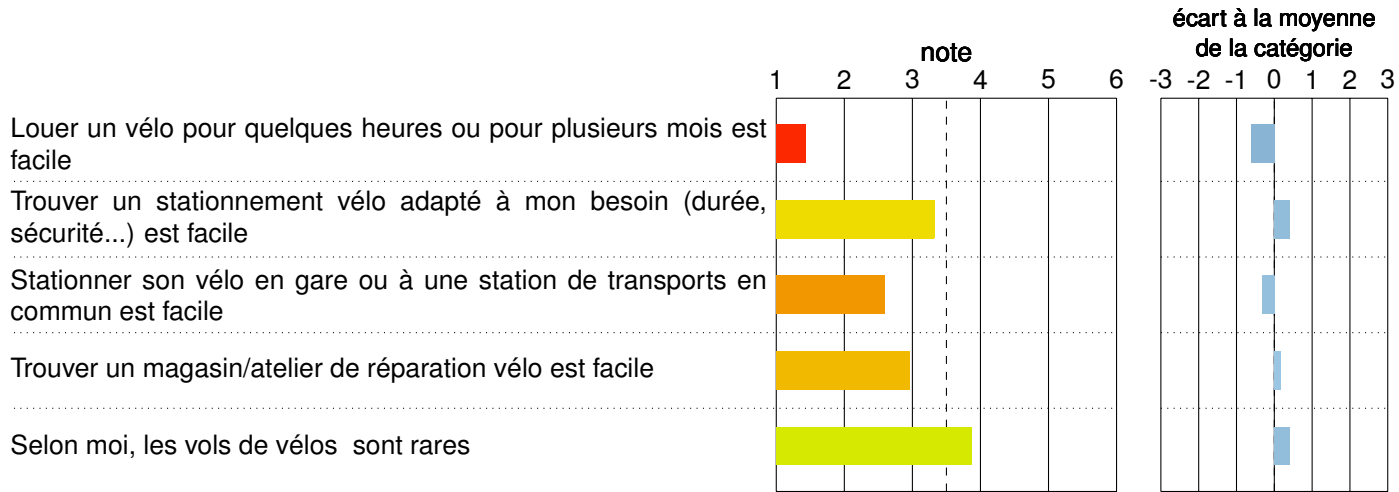 écart à la moyenne
note de la catégorie
1 2 3 4 5 6 -3 -2 -1 0 1 2 3
Louer un vélo pour quelques heures ou pour plusieurs mois est
facile
Trouver un stationnement vélo adapté à mon besoin (durée,
sécurité...) est facile
Stationner son vélo en gare ou à une station de transports en
commun est facile
Trouver un magasin/atelier de réparation vélo est facile
Selon moi, les vols de vélos sont rares